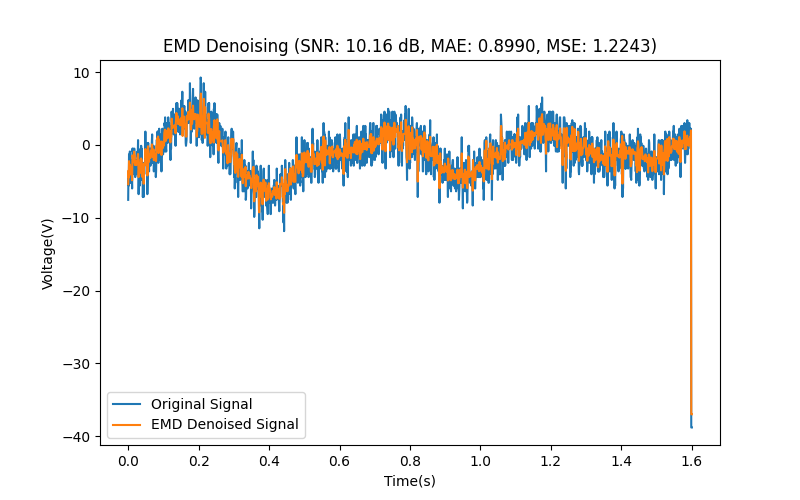 EMD Denoising (SNR: 10.16 dB, MAE: 0.8990, MSE: 1.2243)
10
0
−10
−20
−30
−40
Voltage(V)
Original Signal
EMD Denoised Signal
0.0 0.2 0.4 0.6 0.8 1.0 1.2 1.4 1.6
Time(s)